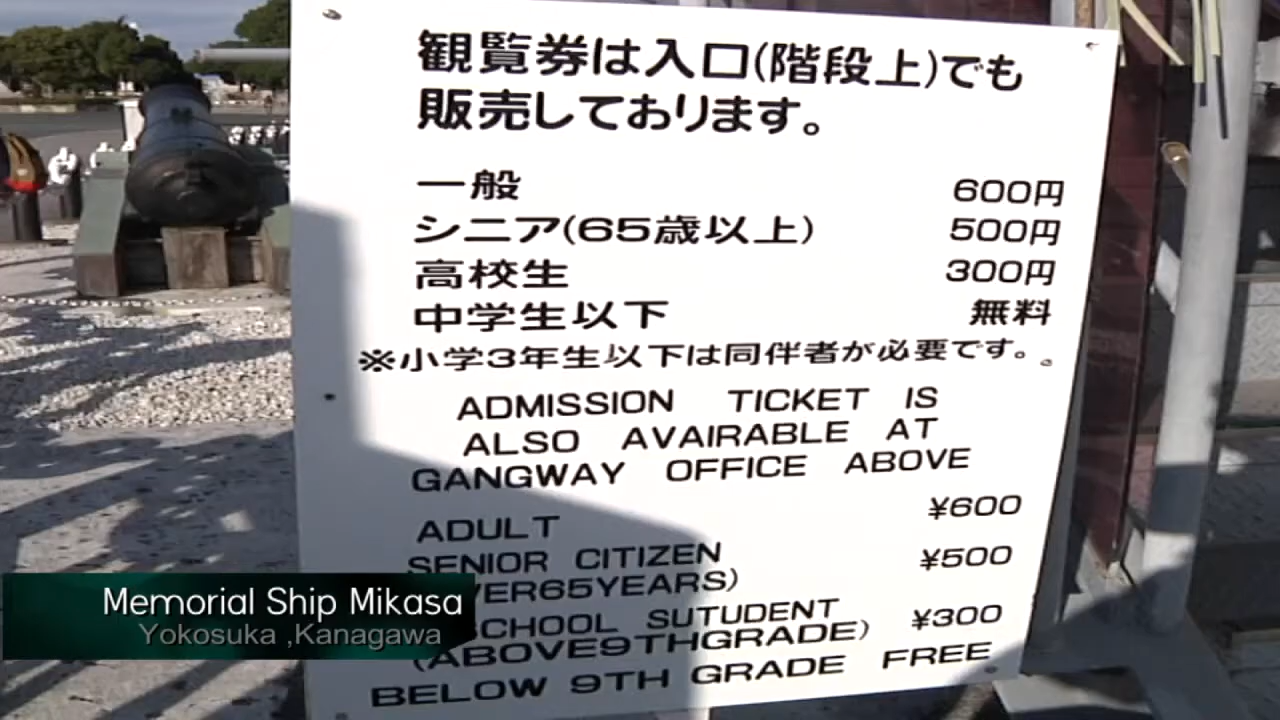 観覧券は入口(階段上)でも
販売しております。
一般 600円
シニア(65歳以上) 500円
高校生 300円
中学生以下 無料
※小学3年生以下は同伴者が必要です。
ADMISSION TICKET IS
ALSO AVAIRABLE AT
GANGWAY OFFICE ABOVE
ADULT ¥600
SENIOR CITIZEN ¥500
65YEARS)
SUTUDENT ¥300
(ABOVE9THGRADE)
BELOW 9TH GRADE FREE
Memorial Ship Mikasa
Yokosuka ,Kanagawa